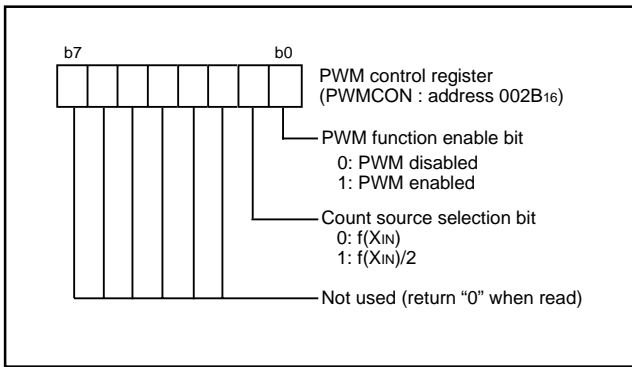 b7 b0
PWM control register
(PWMCON : address 002B16)
PWM function enable bit
0: PWM disabled
1: PWM enabled
Count source selection bit
0: f(XIN)
1: f(XIN)/2
Not used (return “0” when read)